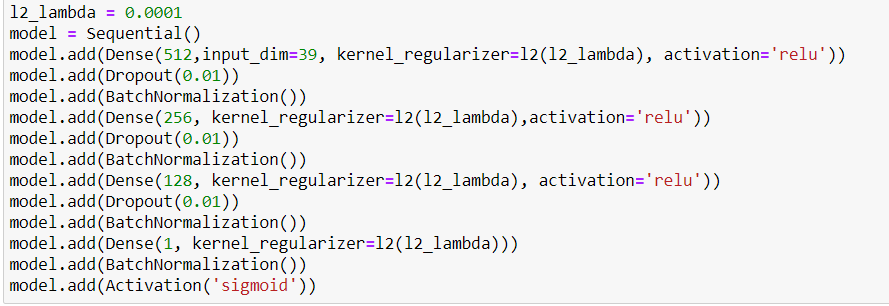 l2_lambda = 0.0001
model = Sequential()
model.add(Dense(512,input_dim=39, kernel_regularizer=l2(l2_lambda), activation='relu'))
model.add(Dropout(0.01))
model.add(BatchNormalization())
model.add(Dense(256, kernel_regularizer=l2(l2_lambda),activation='relu'))
model.add(Dropout(0.01))
model.add(BatchNormalization())
model.add(Dense(128, kernel_regularizer=l2(l2_lambda), activation='relu'))
model.add(Dropout(0.01))
model.add(BatchNormalization())
model.add(Dense(1, kernel_regularizer=l2(l2_lambda)))
model.add(BatchNormalization())
model.add(Activation('sigmoid'))